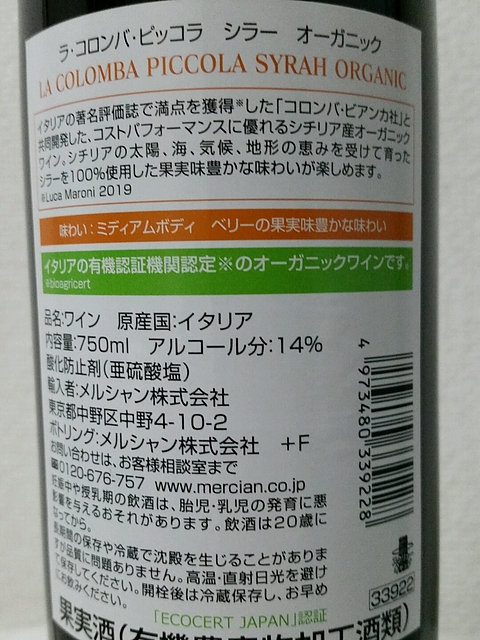 ラ・コロンバ・ピッコラ　シラー　オーガニック
LA COLOMBA PICCOLA SYRAH ORGANIC
イタリアの著名評価誌で満点を獲得※した「コロンバ・ビアンカ社」と
共同開発した、コストパフォーマンスに優れるシチリア産オーガニック
ワイン。シチリアの太陽、海、気候、地形の恵みを受けて育った
シラーを100%使用した果実味豊かな味わいが楽しめます。
※Luca Maroni 2019
味わい：ミディアムボディ　ベリーの果実味豊かな味わい
イタリアの有機認証機関認定※のオーガニックワインです。
※bioagricert
品名:ワイン　原産国:イタリア
内容量:750ml　アルコール分:14%
酸化防止剤(亜硫酸塩)
輸入者:メルシャン株式会社
東京都中野区中野4-10-2
ボトリング:メルシャン株式会社　+F
お問い合わせは、お客様相談室まで
☎0120-676-757 www.mercian.co.jp
妊娠中や授乳期の飲酒は、胎児・乳児の発育に悪
影響を与えるおそれがあります。飲酒は20歳に
なってから。
長期間の保存や冷蔵で沈殿を生じることがありま
すが品質に問題ありません。高温・直射日光を避け
て保存してください。開栓後は冷蔵保存し、お早め
にお飲みください。
4 973480 339228
33922
「ECOCERT JAPAN」認証
果実酒(有機農産物加工酒類)